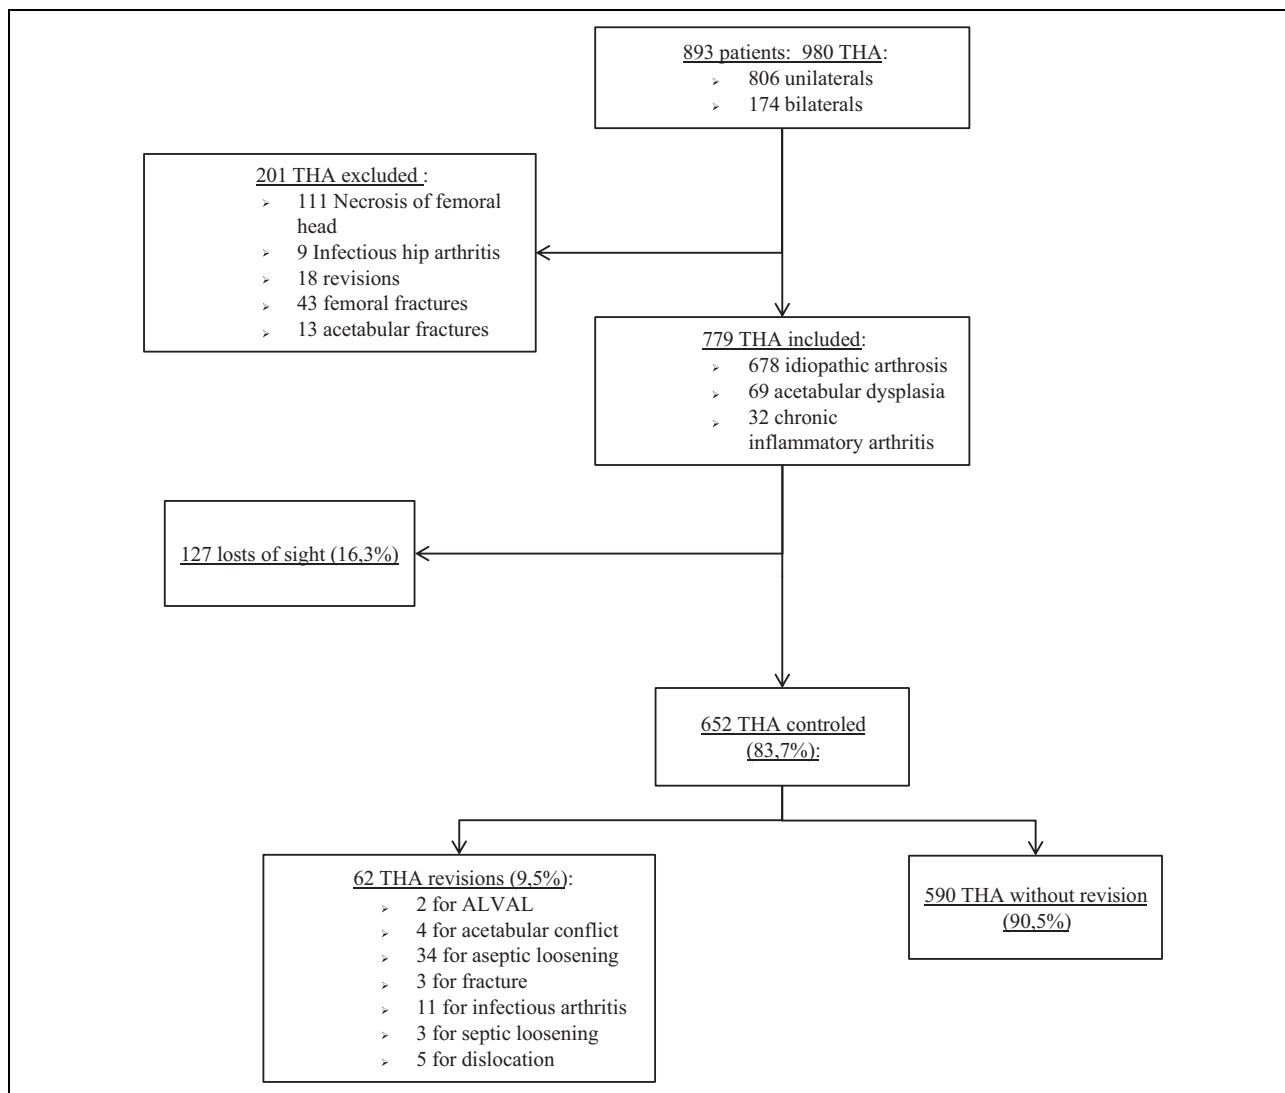 893 patients: 980 THA:
➢ 806 unilaterals
➢ 174 bilaterals
201 THA excluded :
➢ 111 Necrosis of femoral
head
➢ 9 Infectious hip arthritis
➢ 18 revisions
➢ 43 femoral fractures
➢ 13 acetabular fractures
779 THA included:
➢ 678 idiopathic arthrosis
➢ 69 acetabular dysplasia
➢ 32 chronic
inflammatory arthritis
127 losts of sight (16,3%)
652 THA controled
(83,7%):
62 THA revisions (9,5%):
➢ 2 for ALVAL
➢ 4 for acetabular conflict
➢ 34 for aseptic loosening
➢ 3 for fracture
➢ 11 for infectious arthritis
➢ 3 for septic loosening
➢ 5 for dislocation
590 THA without revision
(90,5%)